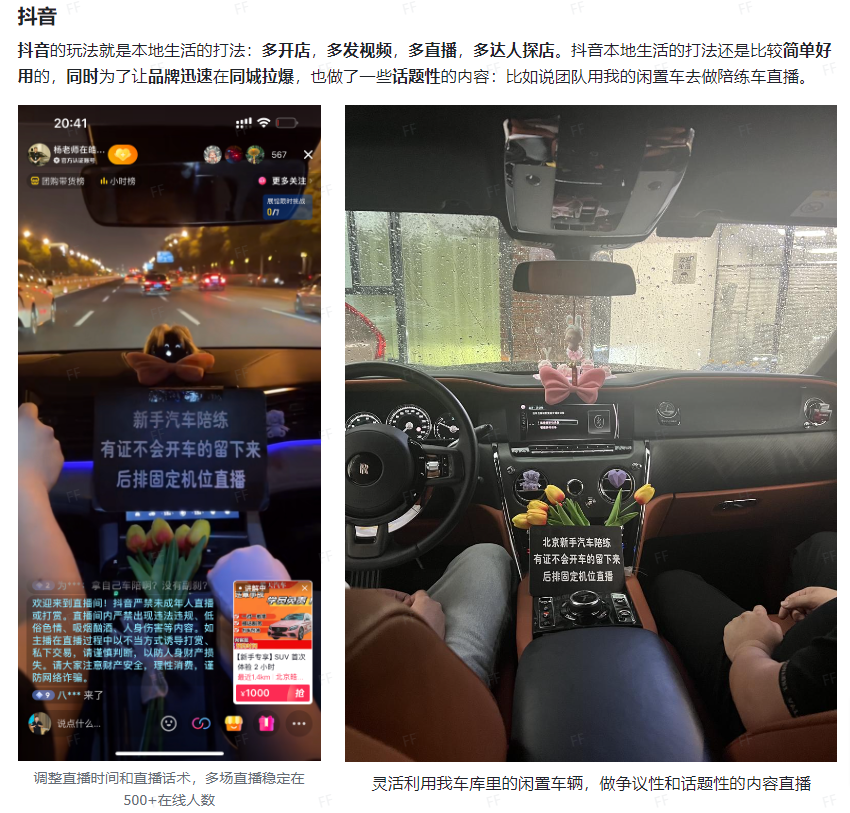 抖音
抖音的玩法就是本地生活的打法：多开店，多发视频，多直播，多达人探店。抖音本地生活的打法还是比较简单好
用的，同时为了让品牌迅速在同城拉爆，也做了一些话题性的内容：比如说团队用我的闲置车去做陪练车直播。
20:41
杨老师在皓...
官方认证账号
567
团购带货榜
小时榜
更多关注
展位限时挑战
0/7
新手汽车陪练
有证不会开车的留下来
后排固定机位直播
2 为*** 拿自己车陪啊？没有副刹？
欢迎来到直播间！抖音严禁未成年人直播
或打赏。直播间内严禁出现违法违规、低
俗色情、吸烟酗酒、人身伤害等内容。如
主播在直播过程中以不当方式诱导打赏、
私下交易，请谨慎判断，以防人身财产损
失。请大家注意财产安全，理性消费，谨
防网络诈骗。
9 八*** 来了
讲解中
学员免费
【新手专享】SUV 首次
体验 2 小时
最近1.4km · 北京
¥1000 抢
说点什么...
北京新手汽车陪练
有证不会开车的留下来
后排固定机位直播
调整直播时间和直播话术，多场直播稳定在
500+在线人数
灵活利用我车库里的闲置车辆，做争议性和话题性的内容直播